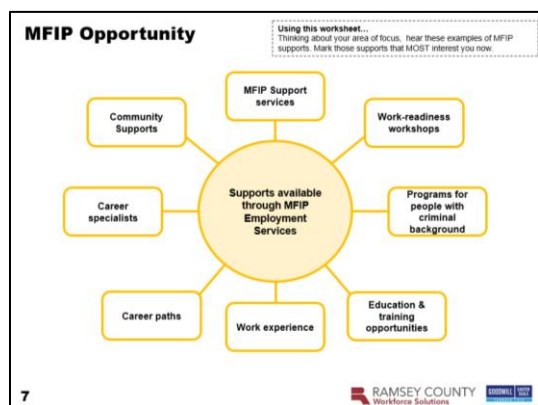 MFIP Opportunity
Using this worksheet…
Thinking about your area of focus, hear these examples of MFIP
supports. Mark those supports that MOST interest you now.
MFIP Support
services
Community
Supports
Work-readiness
workshops
Supports available
through MFIP
Employment
Services
Career
specialists
Programs for
people with
criminal
background
Career paths
Work experience
Education &
training
opportunities
7
RAMSEY COUNTY
Workforce Solutions
GOODWILL
EASTER
SEALS